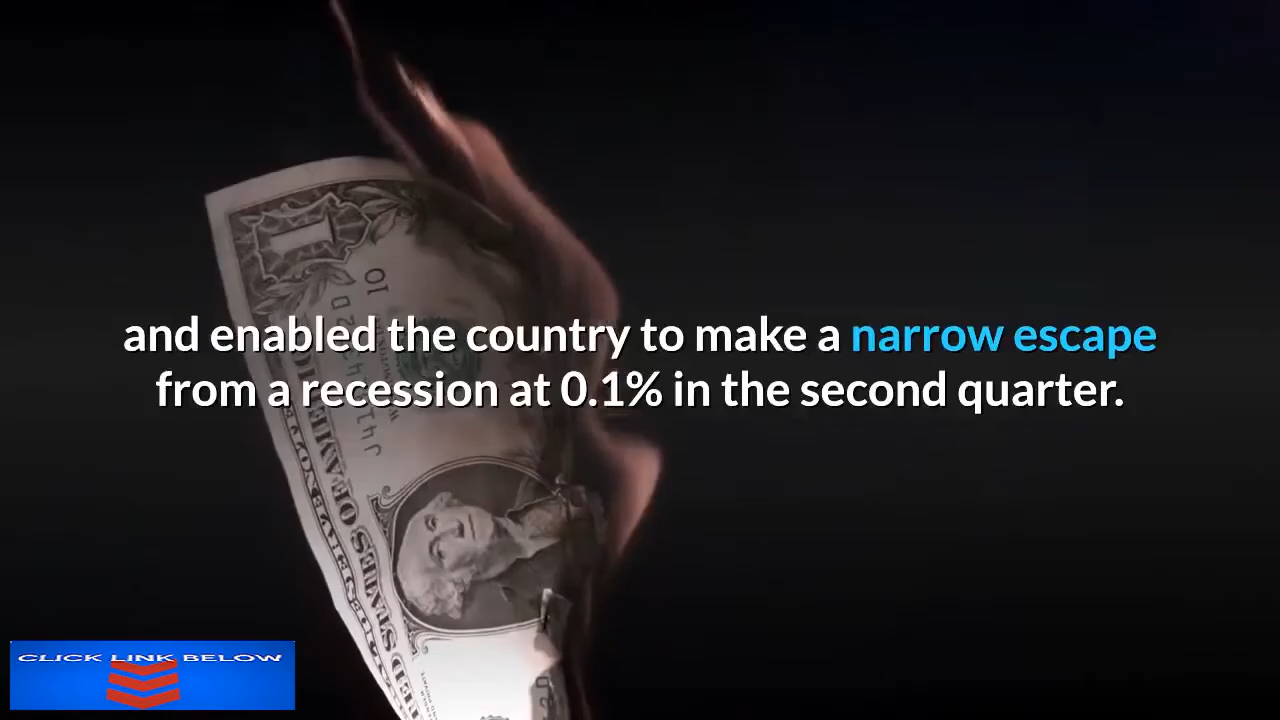 and enabled the country to make a narrow escape
from a recession at 0.1% in the second quarter.
CLICK LINK BELOW